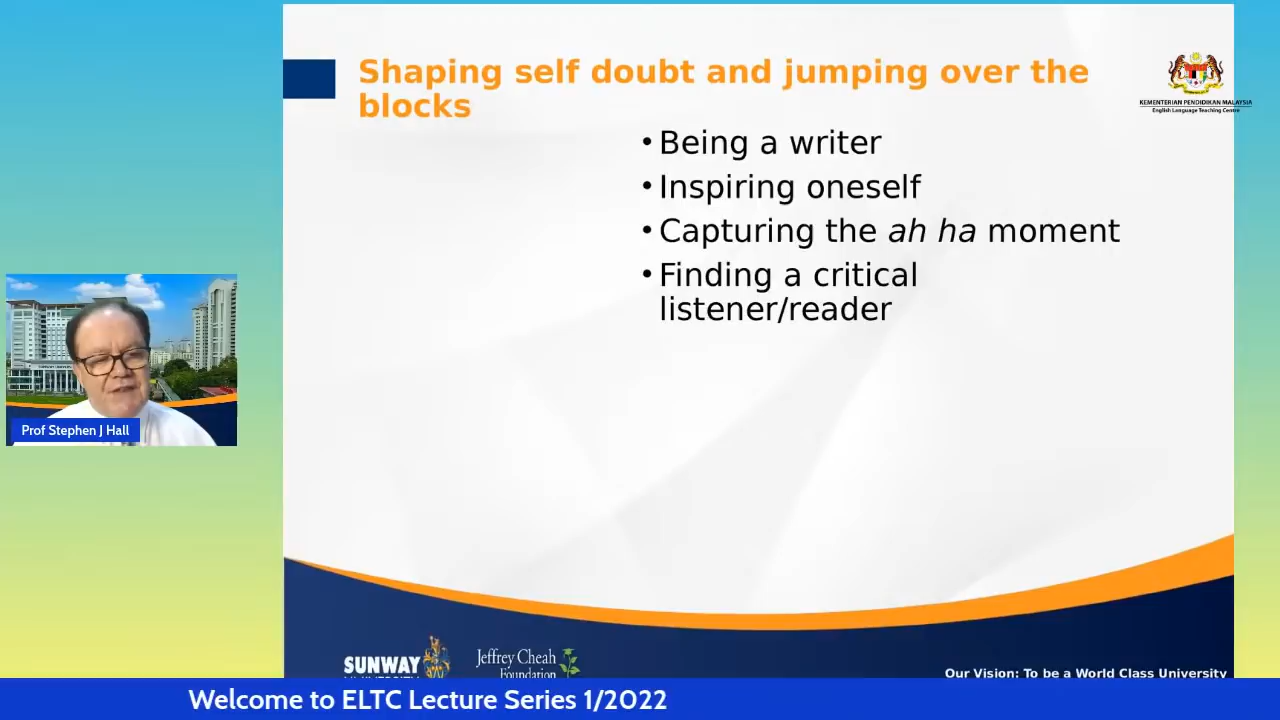 Shaping self doubt and jumping over the
blocks
KEMENTERIAN PENDIDIKAN MALAYSIA
English Language Teaching Centre
• Being a writer
• Inspiring oneself
• Capturing the ah ha moment
• Finding a critical
listener/reader
Prof Stephen J Hall
SUNWAY
UNIVERSITY
Jeffrey Cheah
Foundation
Our Vision: To be a World Class University
Welcome to ELTC Lecture Series 1/2022